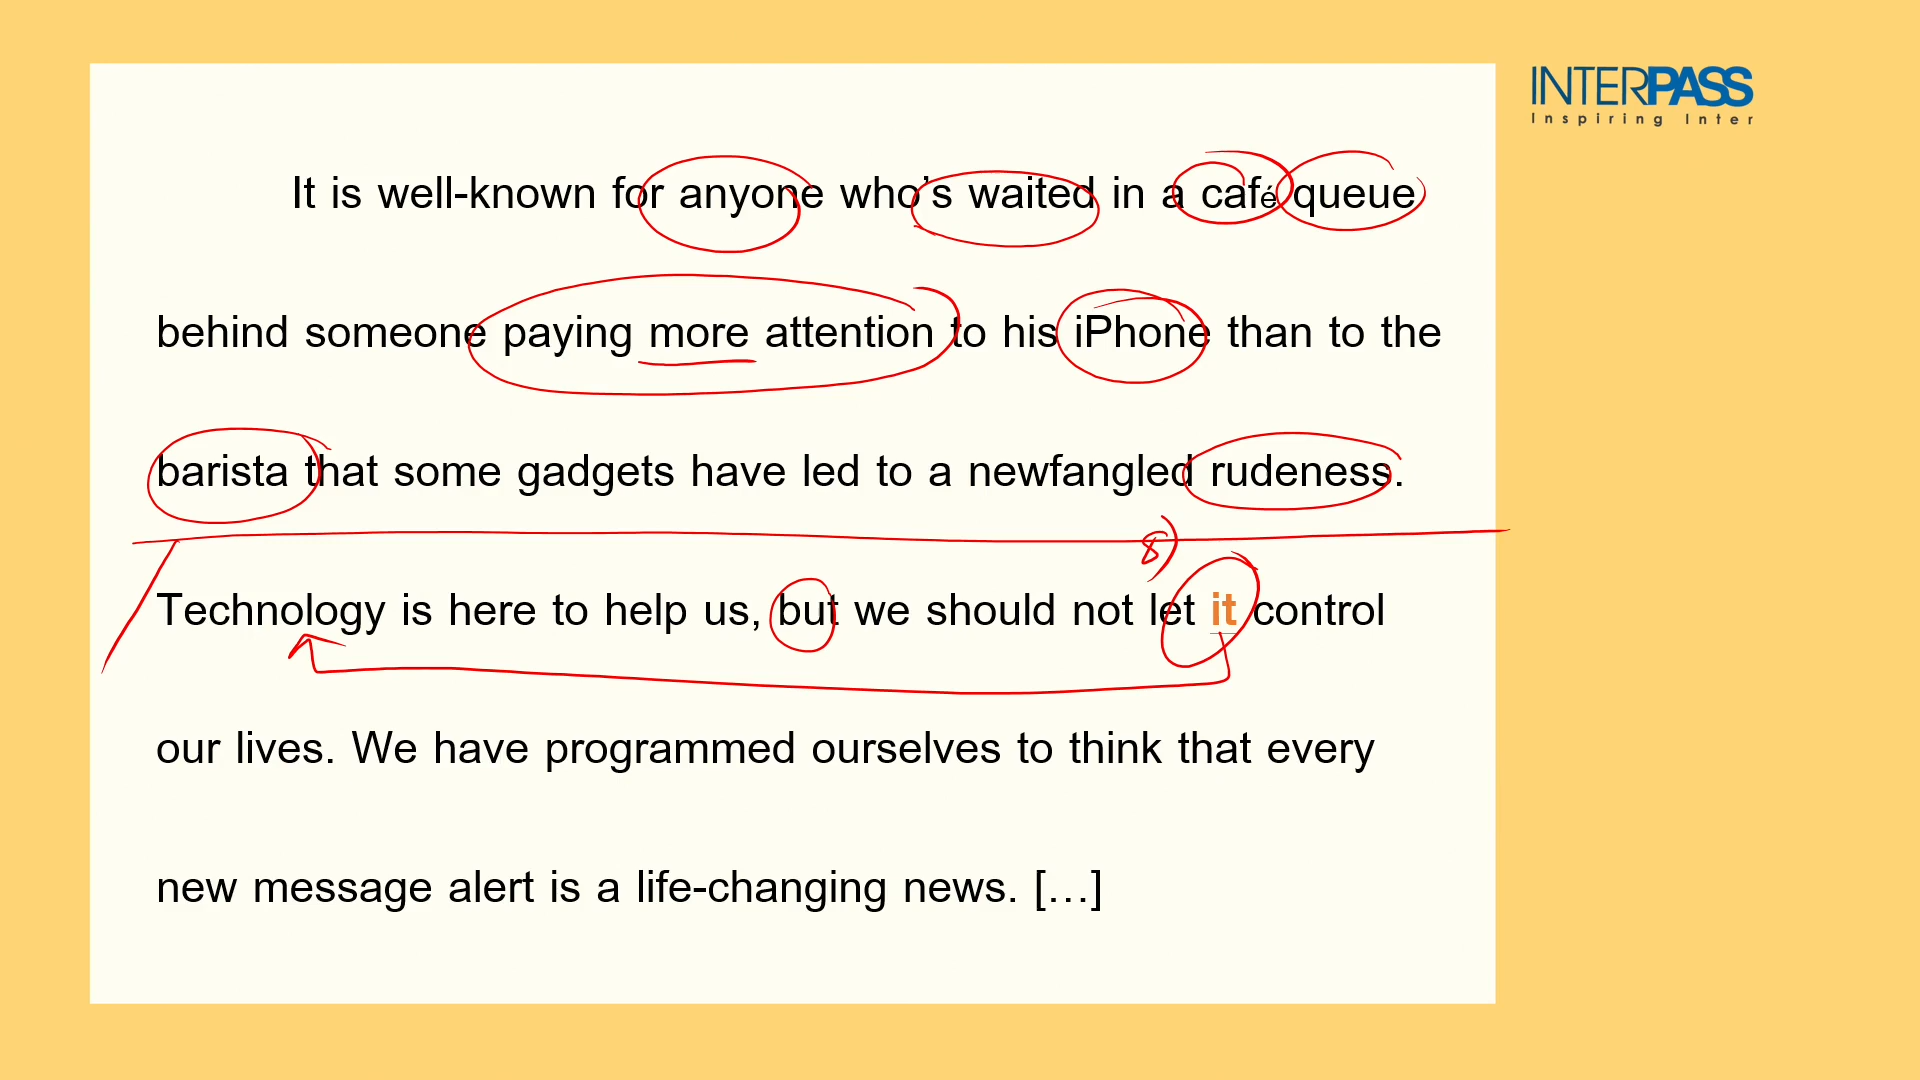 INTERPASS
Inspiring Inter
It is well-known for anyone who's waited in a café queue
behind someone paying more attention to his iPhone than to the
barista that some gadgets have led to a newfangled rudeness.
8)
Technology is here to help us, but we should not let it control
our lives. We have programmed ourselves to think that every
new message alert is a life-changing news. […]